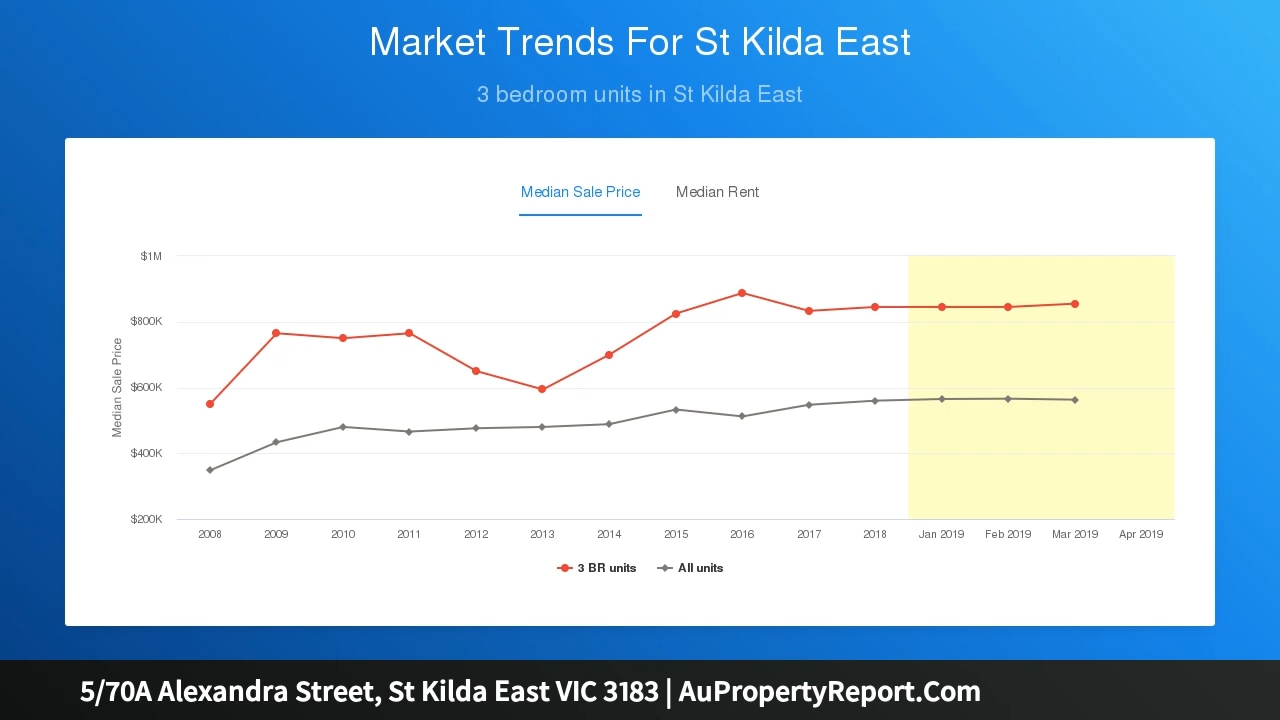 Market Trends For St Kilda East
3 bedroom units in St Kilda East
Median Sale Price Median Rent
Median Sale Price
$1M
$800K
$600K
$400K
$200K
2008 2009 2010 2011 2012 2013 2014 2015 2016 2017 2018 Jan 2019 Feb 2019 Mar 2019 Apr 2019
3 BR units All units
5/70A Alexandra Street, St Kilda East VIC 3183 | AuPropertyReport.Com